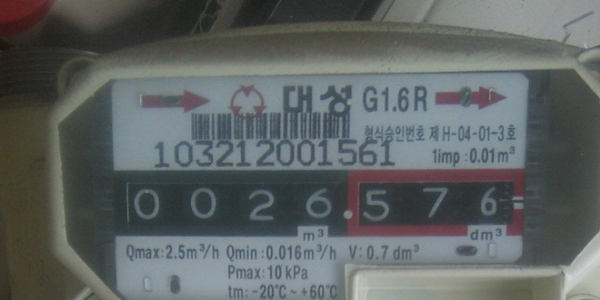 대성 G1.6R
형식승인번호 제 H-04-01-3호
103212001561 1imp : 0.01m³
0026.576
m³ dm³
Qmax: 2.5m³/h Qmin : 0.016m³/h V: 0.7 dm³
Pmax: 10 kPa
tm: -20℃ ~ +60℃